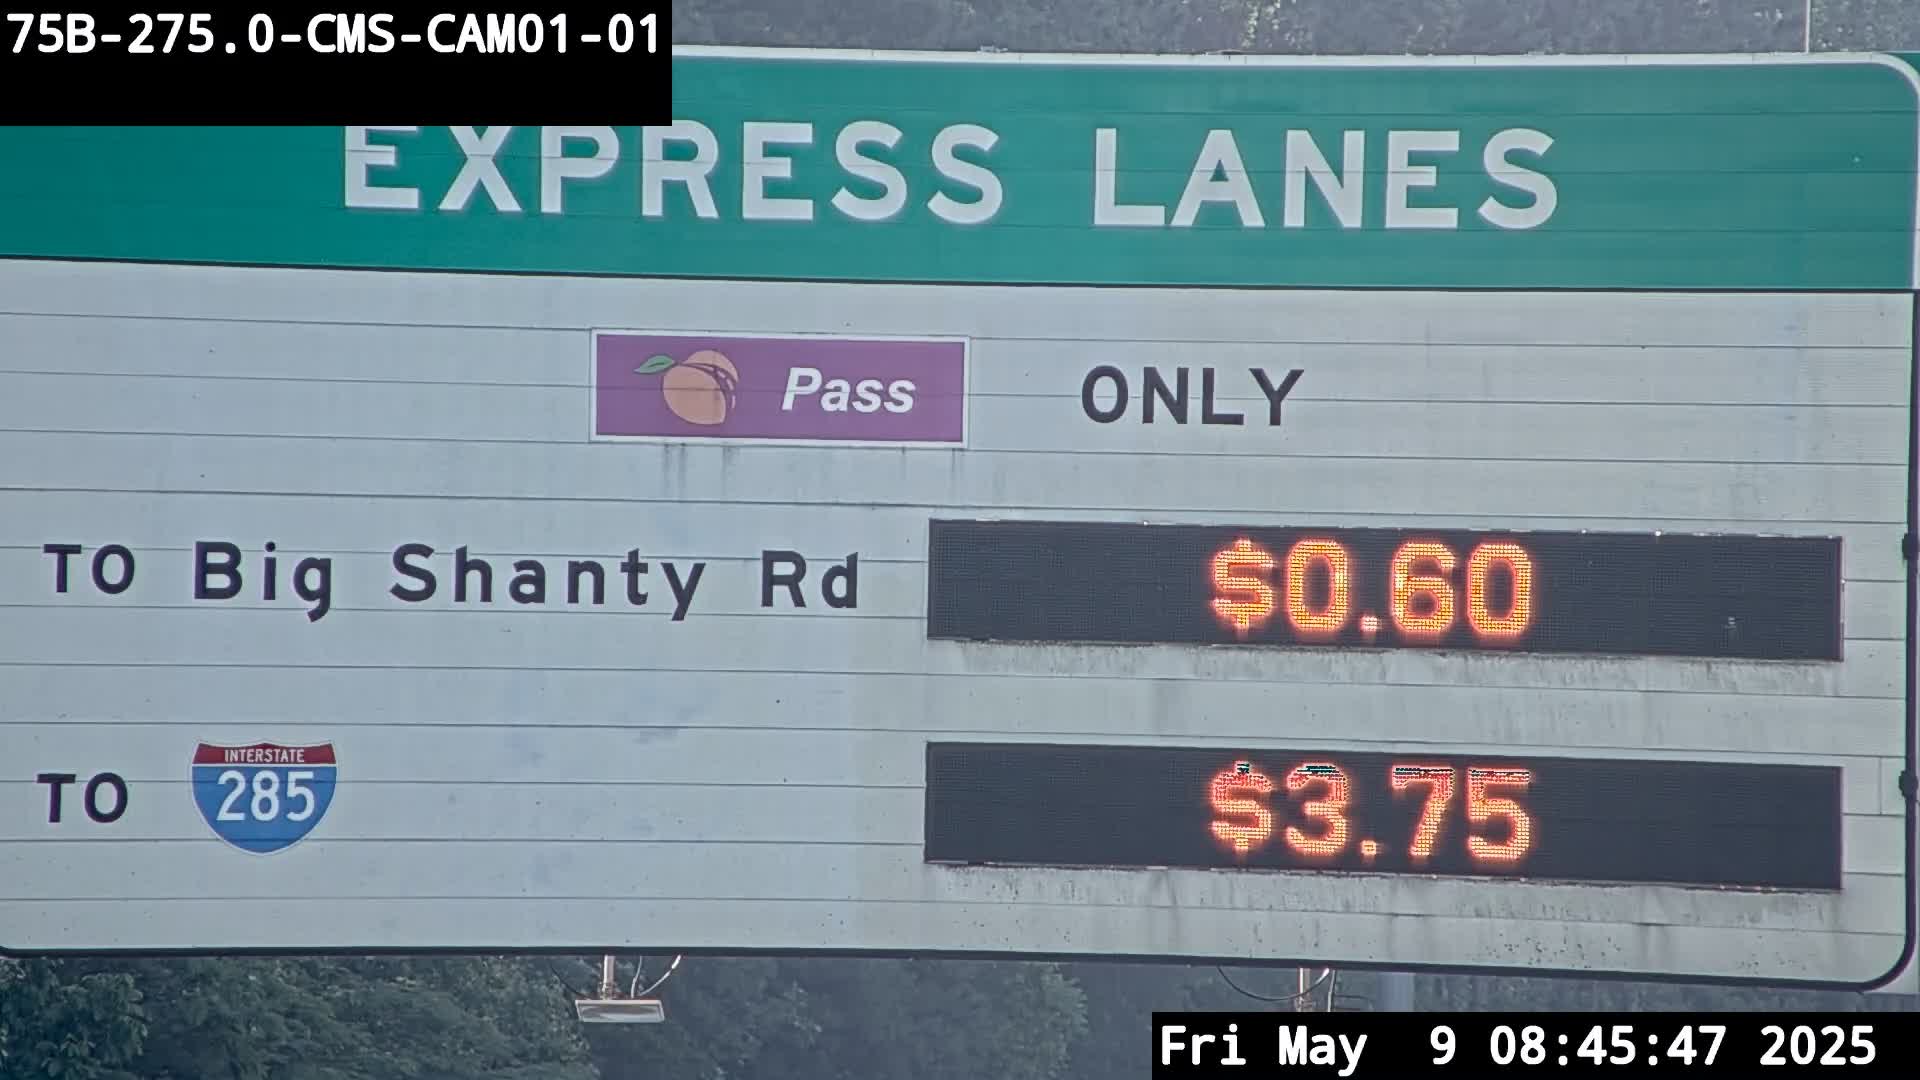 75B-275.0-CMS-CAM01-01
EXPRESS LANES
Pass ONLY
TO Big Shanty Rd $0.60
INTERSTATE
TO 285 $3.75
Fri May 9 08:45:47 2025